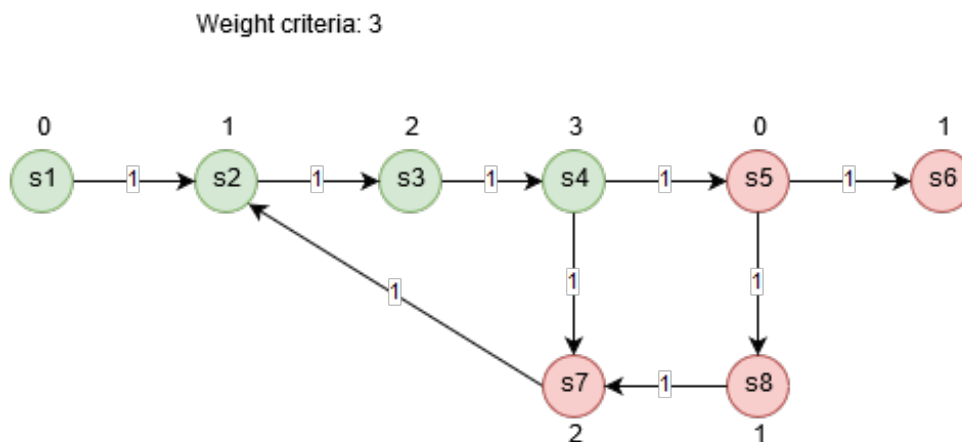 Weight criteria: 3
0 1 2 3 0 1
s1 1 s2 1 s3 1 s4 1 s5 1 s6
1 1 1
s7 1 s8
2 1